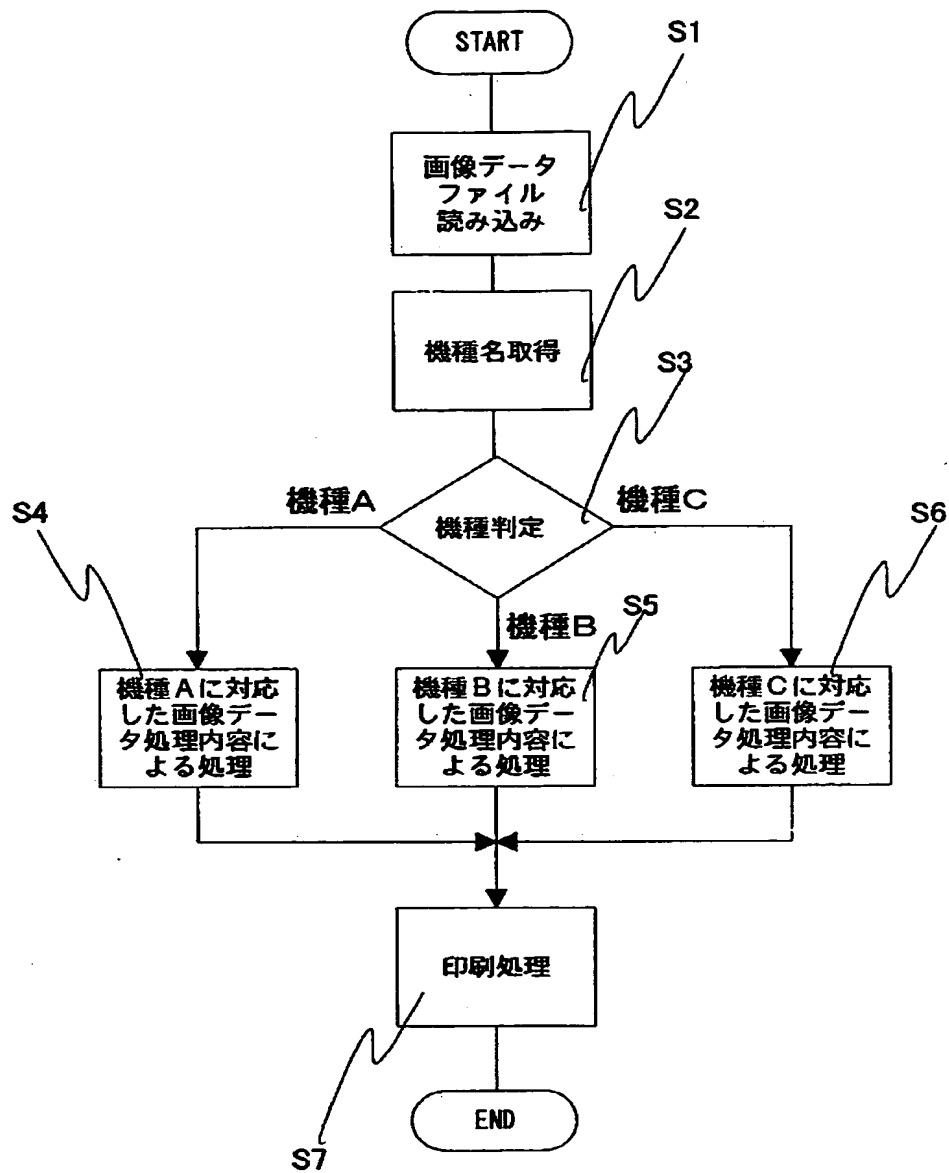 START
S1
画像データ
ファイル
読み込み
S2
機種名取得
S3
機種A
機種C
機種判定
S4
S6
機種B
S5
機種Aに対応
した画像デー
タ処理内容に
よる処理
機種Bに対応
した画像デー
タ処理内容に
よる処理
機種Cに対応
した画像デー
タ処理内容に
よる処理
印刷処理
END
S7